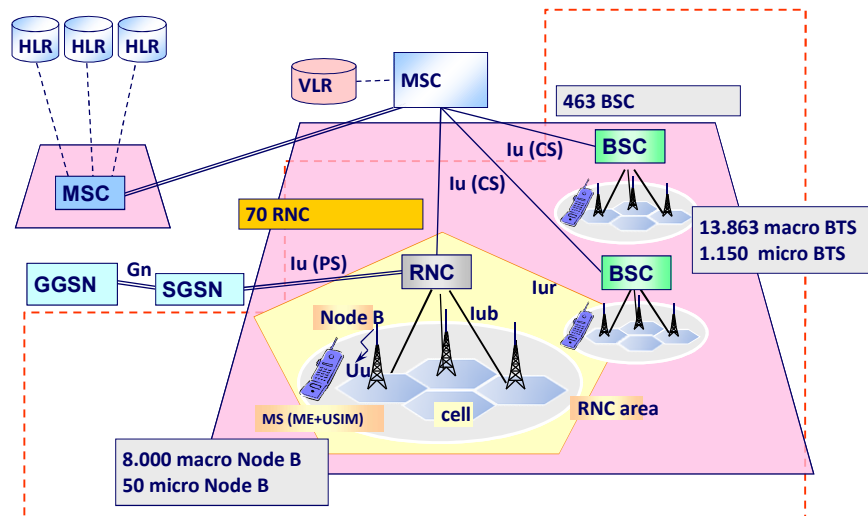 HLR
HLR
HLR
VLR
MSC
463 BSC
Iu (CS)
BSC
Iu (CS)
MSC
70 RNC
13.863 macro BTS
1.150 micro BTS
Gn
Iu (PS)
GGSN
SGSN
RNC
BSC
Iur
Node B
Iub
Uu
cell
RNC area
MS (ME+USIM)
8.000 macro Node B
50 micro Node B